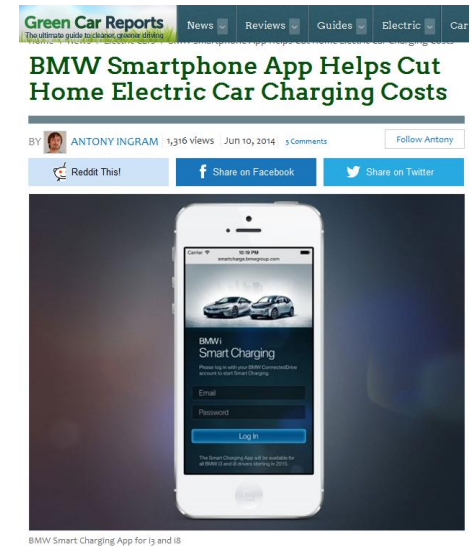 Green Car Reports
The ultimate guide to cleaner, greener driving
News Reviews Guides Electric Car
BMW Smartphone App Helps Cut
Home Electric Car Charging Costs
BY ANTONY INGRAM 1,316 views Jun 10, 2014 5 Comments Follow Antony
Reddit This! Share on Facebook Share on Twitter
Carrier 10:19 PM
smartcharge.bmwgroup.com
BMW i
Smart Charging
Please log in with your BMW ConnectedDrive
account to start Smart Charging.
Email
Password
Log In
The Smart Charging App will be available for
all BMW i3 and i8 drivers starting in 2015.
BMW Smart Charging App for i3 and i8